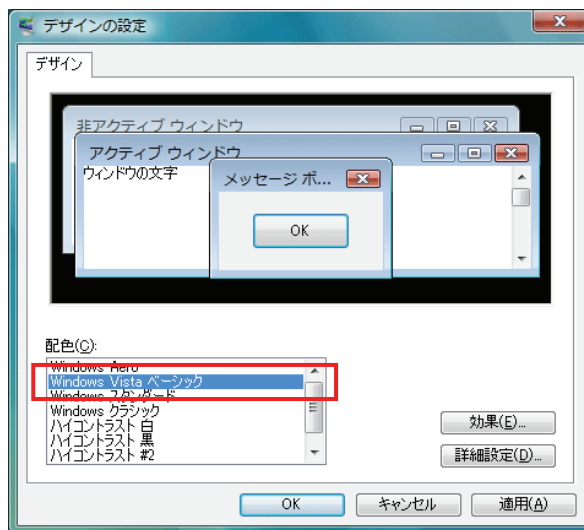 デザインの設定
デザイン
非アクティブ ウィンドウ
アクティブ ウィンドウ
ウィンドウの文字
メッセージ ボ...
OK
配色(C):
Windows Aero
Windows Vista ベーシック
Windows スタンダード
Windows クラシック
ハイコントラスト 白
ハイコントラスト 黒
ハイコントラスト #2
効果(E)...
詳細設定(D)...
OK
キャンセル
適用(A)